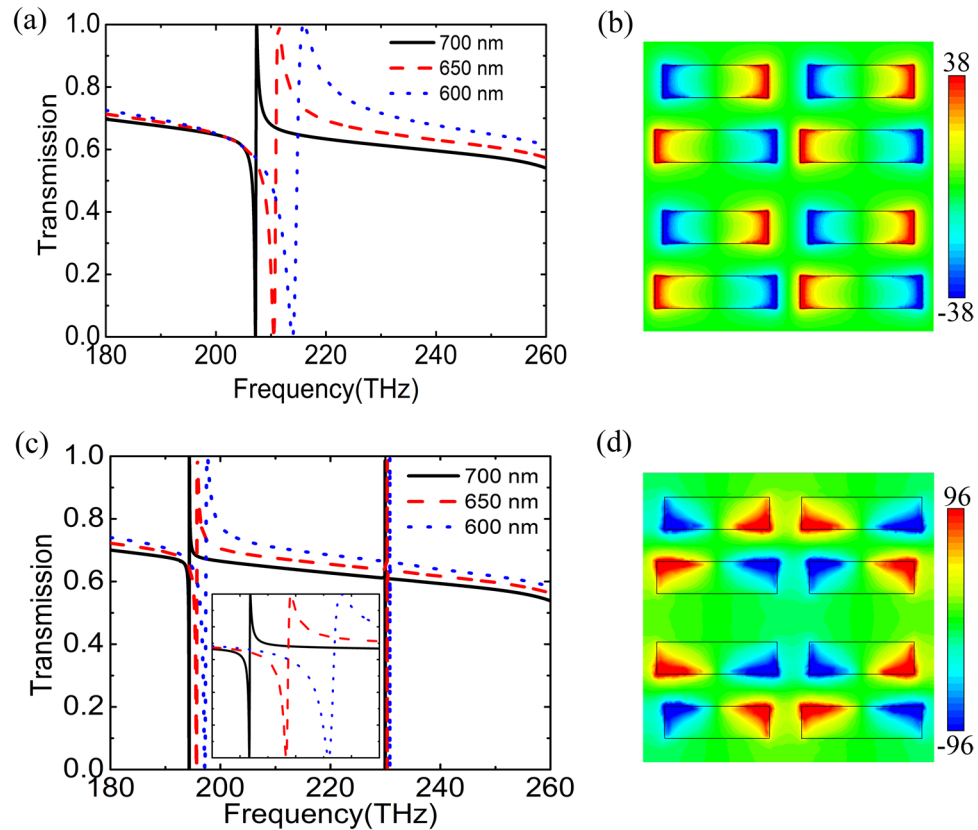 (a)
1.0
0.8
0.6
0.4
0.2
0.0
Transmission
700 nm
650 nm
600 nm
180 200 220 240 260
Frequency(THz)
(b)
38
-38
(c)
1.0
0.8
0.6
0.4
0.2
0.0
Transmission
700 nm
650 nm
600 nm
180 200 220 240 260
Frequency(THz)
(d)
96
-96